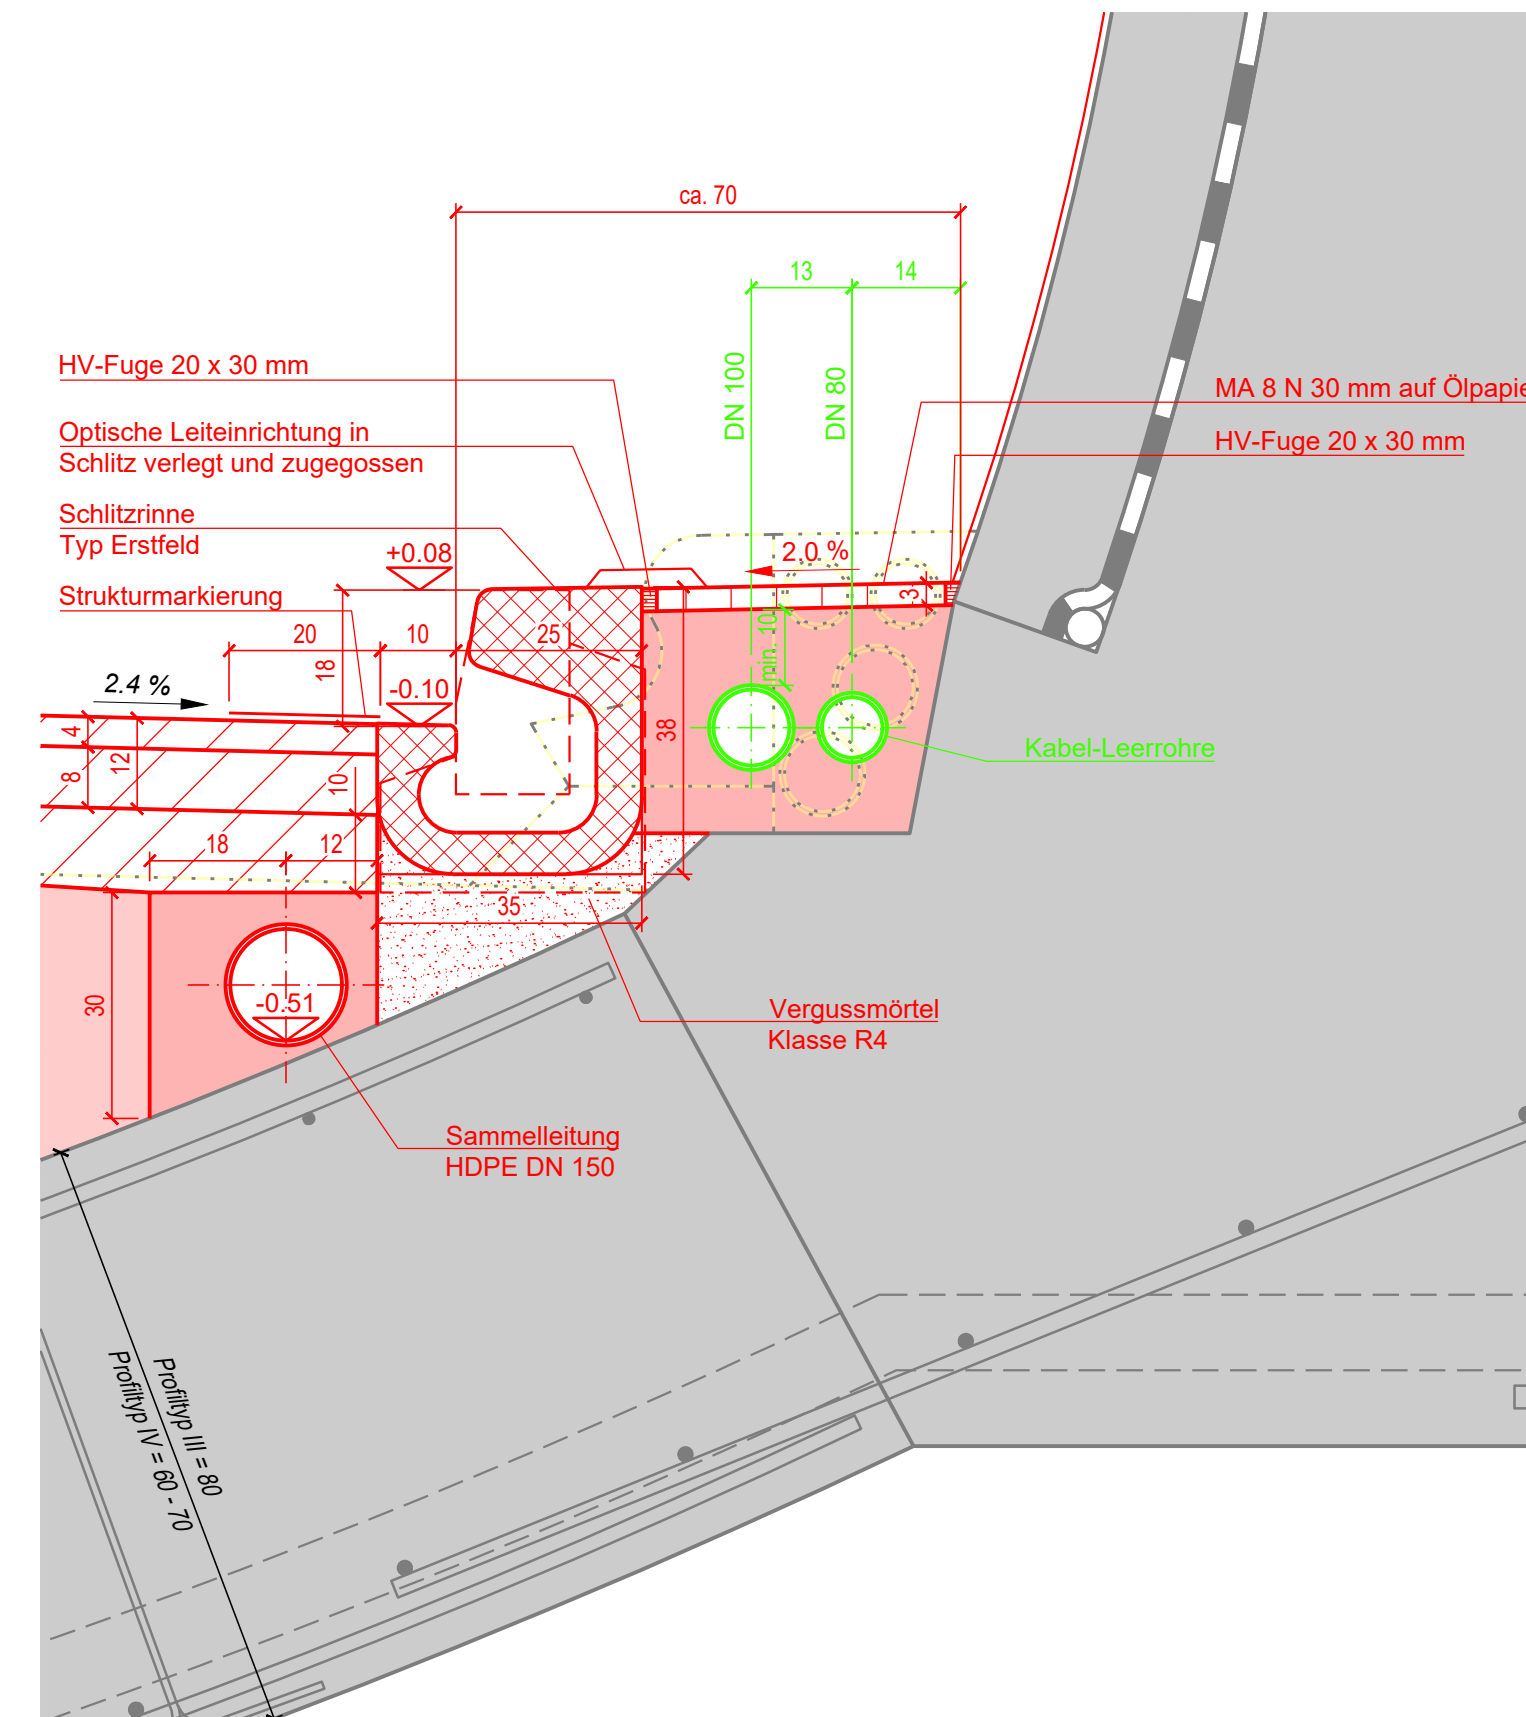 ca. 70
13
14
HV-Fuge 20 x 30 mm
DN 100
DN 80
MA 8 N 30 mm auf Ölpapie
Optische Leiteinrichtung in
Schlitz verlegt und zugegossen
HV-Fuge 20 x 30 mm
Schlitzrinne
Typ Erstfeld
+0.08
2,0 %
Strukturmarkierung
3
20
10
25
min. 10
18
2.4 %
-0.10
4
12
38
8
10
Kabel-Leerrohre
18
12
35
30
-0.51
Vergussmörtel
Klasse R4
Sammelleitung
HDPE DN 150
Profiltyp III = 80
Profiltyp IV = 60 - 70